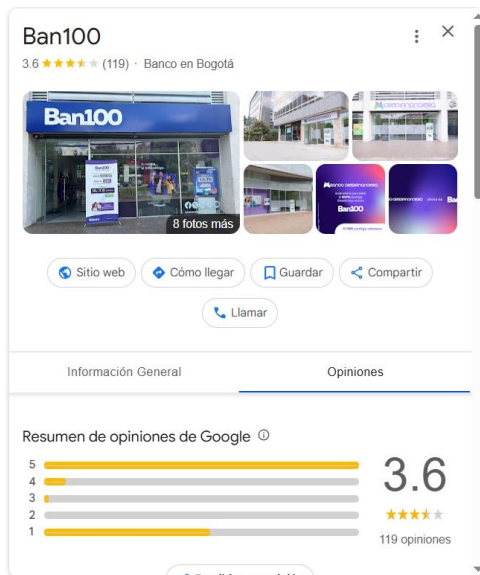 Ban100
3.6 (119) · Banco en Bogotá
Ban100
8 fotos más
Ban100
Sitio web
Cómo llegar
Guardar
Compartir
Llamar
Información General
Opiniones
Resumen de opiniones de Google
5
4
3
2
1
3.6
119 opiniones